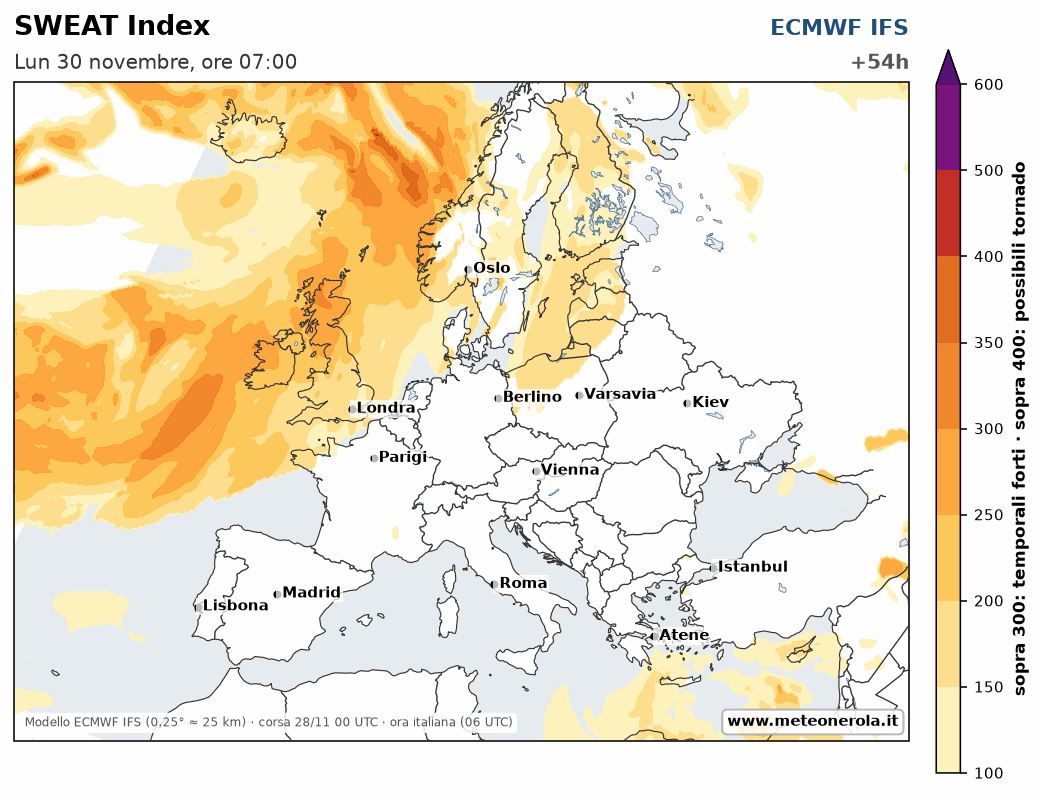 SWEAT Index
ECMWF IFS
Lun 30 novembre, ore 07:00
+54h
Oslo
Berlino
Varsavia
Kiev
Londra
Parigi
Vienna
Istanbul
Roma
Madrid
Lisbona
Atene
Modello ECMWF IFS (0,25° ≈ 25 km) · corsa 28/11 00 UTC · ora italiana (06 UTC)
www.meteonerola.it
600
500
400
350
300
250
200
150
100
sopra 300: temporali forti · sopra 400: possibili tornado